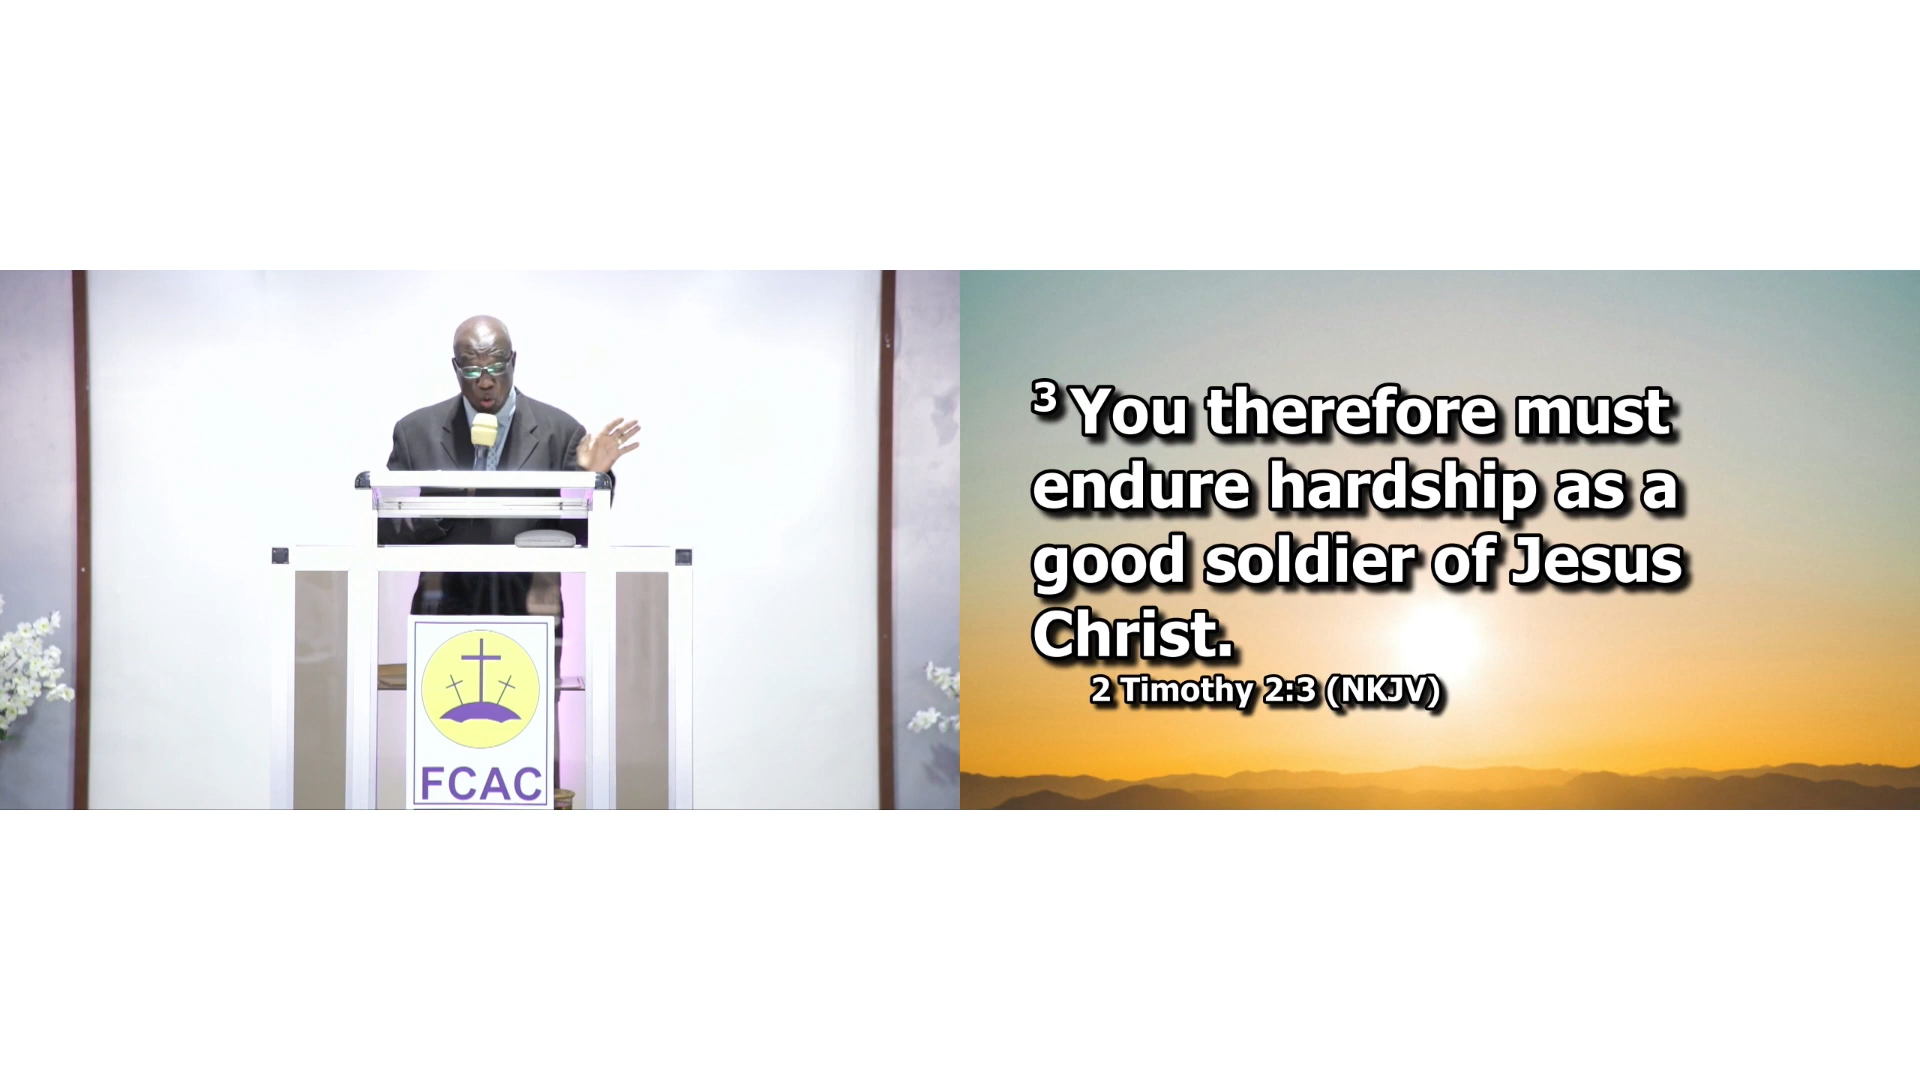 FCAC
³ You therefore must
endure hardship as a
good soldier of Jesus
Christ.
2 Timothy 2:3 (NKJV)